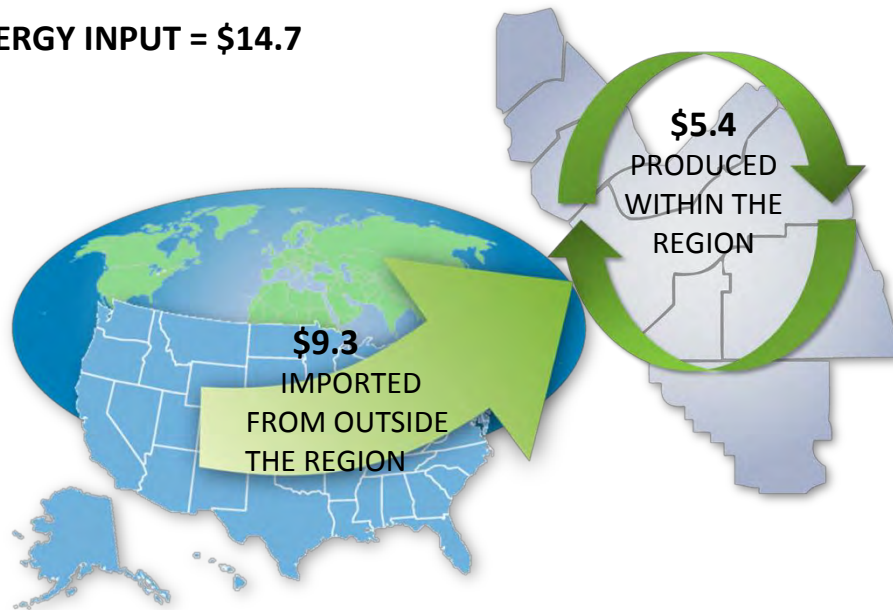 ERGY INPUT = $14.7
$5.4
PRODUCED
WITHIN THE
REGION
$9.3
IMPORTED
FROM OUTSIDE
THE REGION